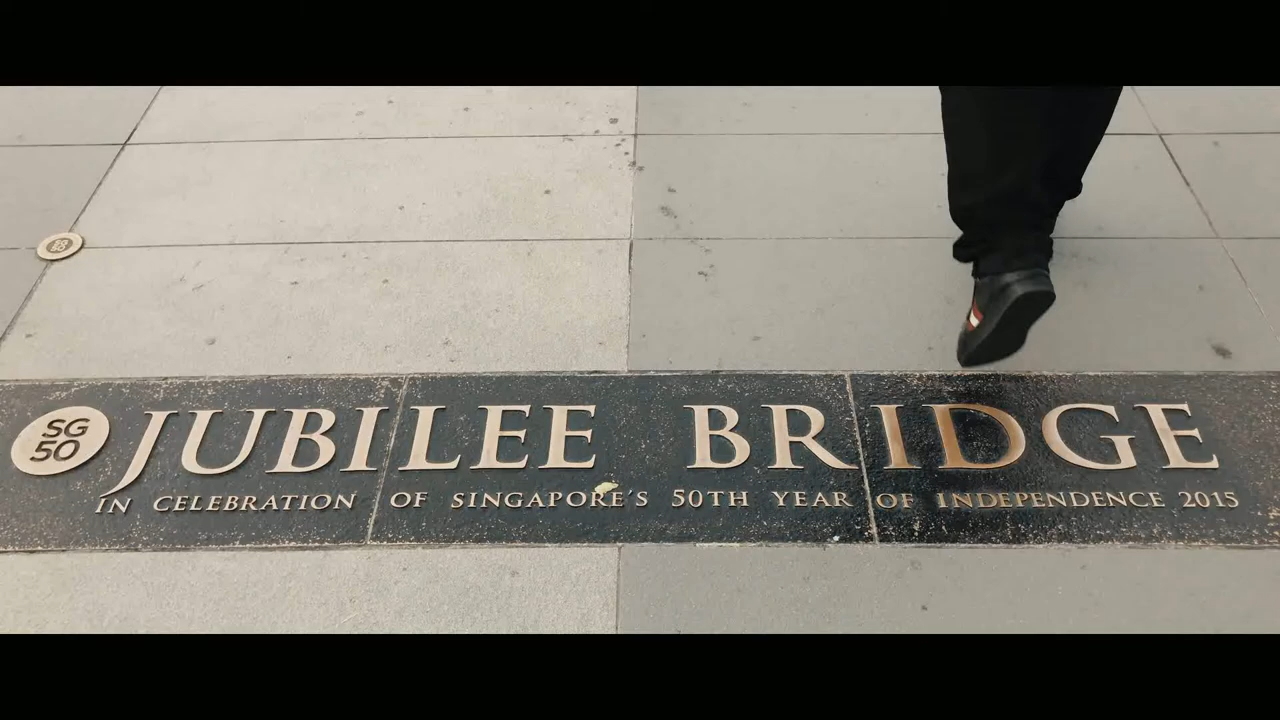 SG
50
JUBILEE BRIDGE
IN CELEBRATION OF SINGAPORE'S 50TH YEAR OF INDEPENDENCE 2015